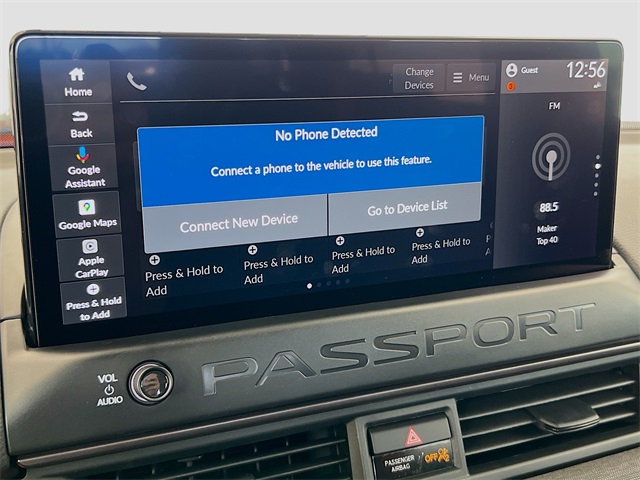 Home
Back
Google
Assistant
Google Maps
Apple
CarPlay
Press & Hold
to Add
Change
Devices
Menu
Guest
12:56
No Phone Detected
Connect a phone to the vehicle to use this feature.
Connect New Device
Go to Device List
Press & Hold to
Add
Press & Hold to
Add
Press & Hold to
Add
Press & Hold to
Add
FM
88.5
Maker
Top 40
PASSPORT
VOL
AUDIO
PASSENGER
AIRBAG
OFF